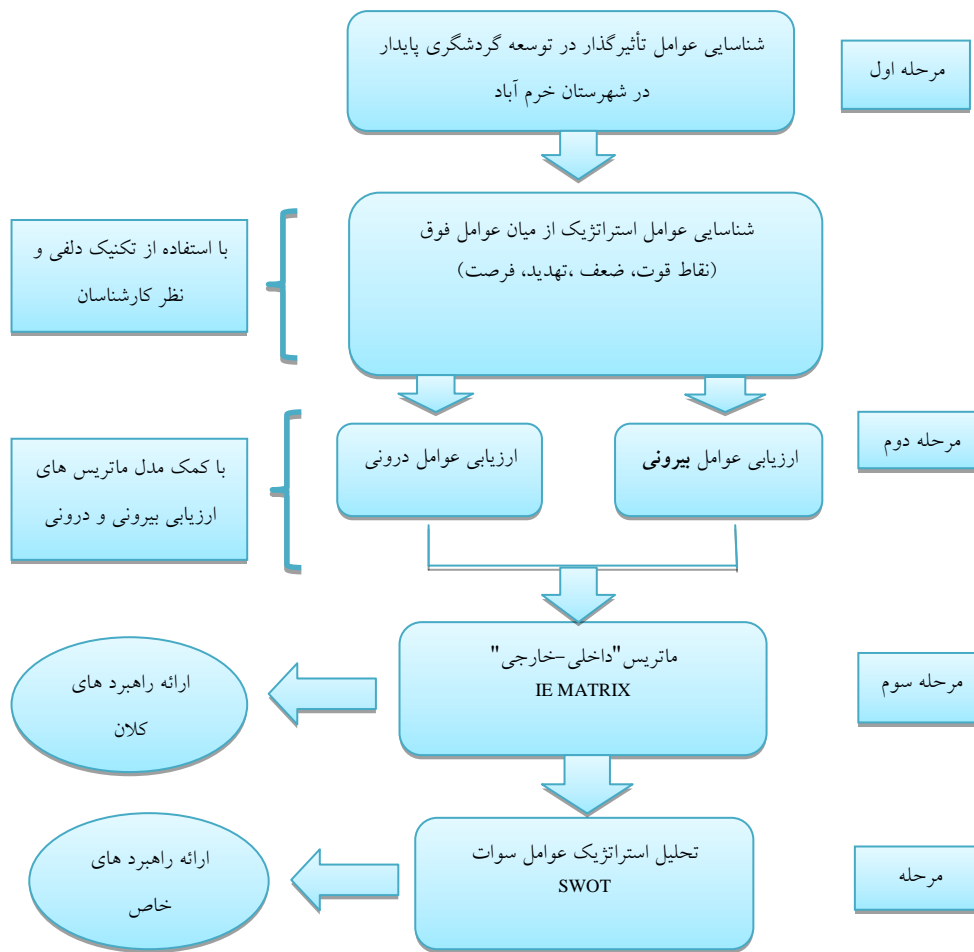 شناسایی عوامل تأثیرگذار در توسعه گردشگری پایدار
در شهرستان خرم آباد
مرحله اول
شناسایی عوامل استراتژیک از میان عوامل فوق
(نقاط قوت، ضعف ،تهدید، فرصت)
با استفاده از تکنیک دلفی و
نظر کارشناسان
مرحله دوم
ارزیابی عوامل بیرونی
ارزیابی عوامل درونی
با کمک مدل ماتریس های
ارزیابی بیرونی و درونی
مرحله سوم
ماتریس"داخلی-خارجی"
IE MATRIX
ارائه راهبرد های
کلان
مرحله
تحلیل استراتژیک عوامل سوات
SWOT
ارائه راهبرد های
خاص